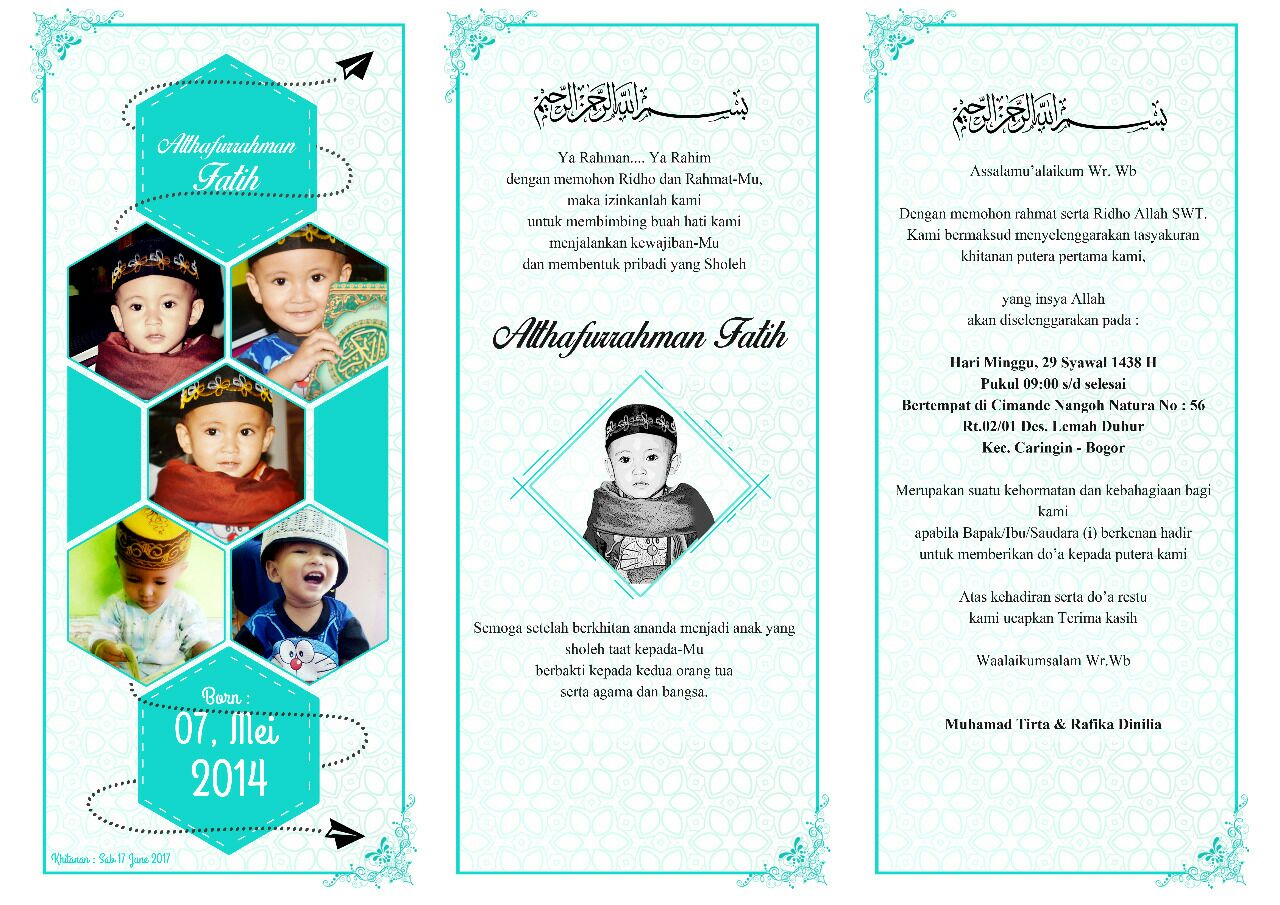 Altthafurrahman
Fatih
Born :
07, Mei
2014
Khitanan : Sab 17 June 2017
بسم الله الرحمن الرحيم
Ya Rahman.... Ya Rahim
dengan memohon Ridho dan Rahmat-Mu,
maka izinkanlah kami
untuk membimbing buah hati kami
menjalankan kewajiban-Mu
dan membentuk pribadi yang Sholeh
Altthafurrahman Fatih
Semoga setelah berkhitan ananda menjadi anak yang
sholeh taat kepada-Mu
berbakti kepada kedua orang tua
serta agama dan bangsa.
بسم الله الرحمن الرحيم
Assalamu’alaikum Wr. Wb
Dengan memohon rahmat serta Ridho Allah SWT.
Kami bermaksud menyelenggarakan tasyakuran
khitanan putera pertama kami,
yang insya Allah
akan diselenggarakan pada :
Hari Minggu, 29 Syawal 1438 H
Pukul 09:00 s/d selesai
Bertempat di Cimande Nangoh Natura No : 56
Rt.02/01 Des. Lemah Duhur
Kec. Caringin - Bogor
Merupakan suatu kehormatan dan kebahagiaan bagi
kami
apabila Bapak/Ibu/Saudara (i) berkenan hadir
untuk memberikan do’a kepada putera kami
Atas kehadiran serta do’a restu
kami ucapkan Terima kasih
Waalaikumsalam Wr.Wb
Muhamad Tirta & Rafika Dinilia